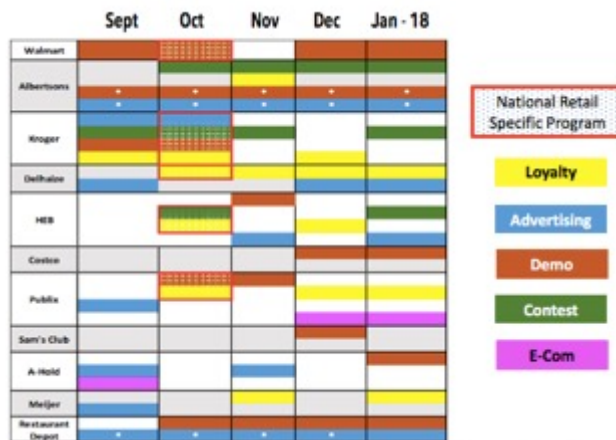 Sept Oct Nov Dec Jan - 18
Walmart
Albertsons
Kroger
Delhaize
HEB
Costco
Publix
Sam's Club
A-Hold
Meijer
Restaurant
Depot
National Retail
Specific Program
Loyalty
Advertising
Demo
Contest
E-Com